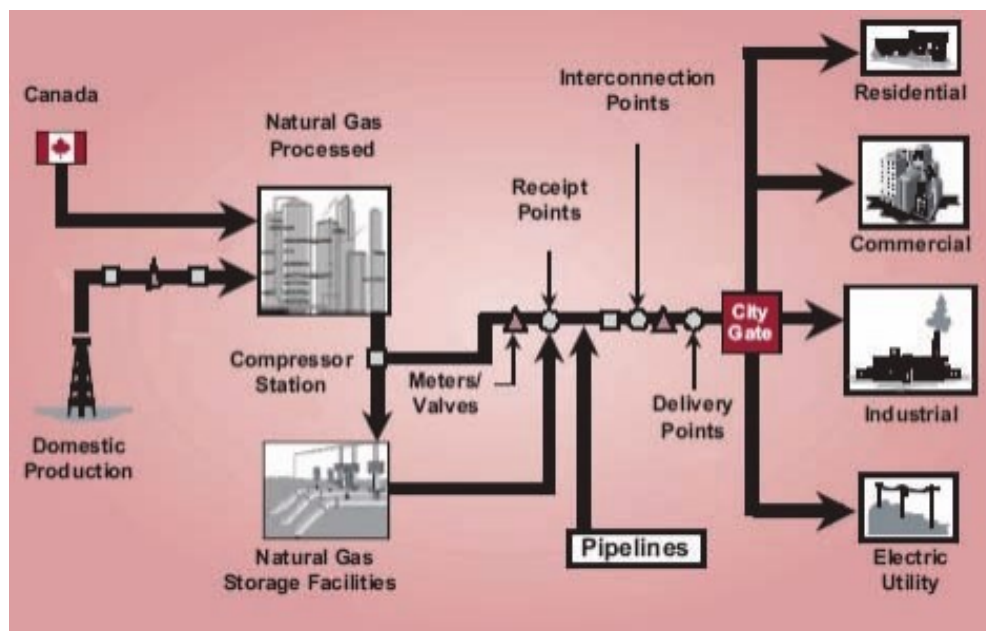 Canada
Natural Gas
Processed
Interconnection
Points
Receipt
Points
Residential
Commercial
City
Gate
Compressor
Station
Meters/
Valves
Delivery
Points
Industrial
Domestic
Production
Natural Gas
Storage Facilities
Pipelines
Electric
Utility